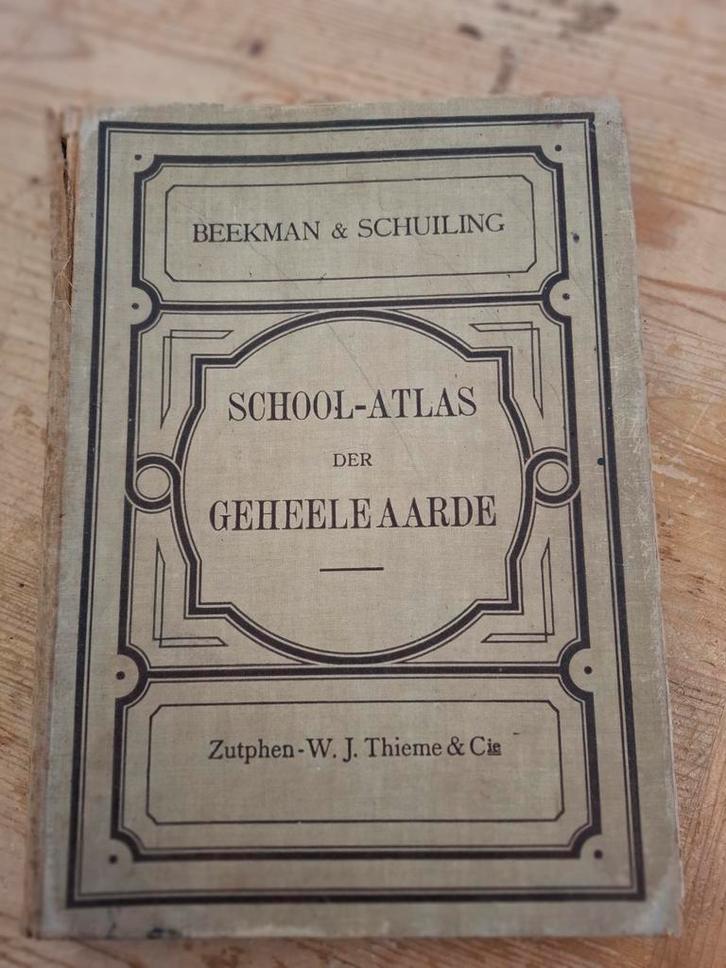 BEEKMAN & SCHUILING
SCHOOL-ATLAS
DER
GEHEELE AARDE
Zutphen-W. J. Thieme & Cie